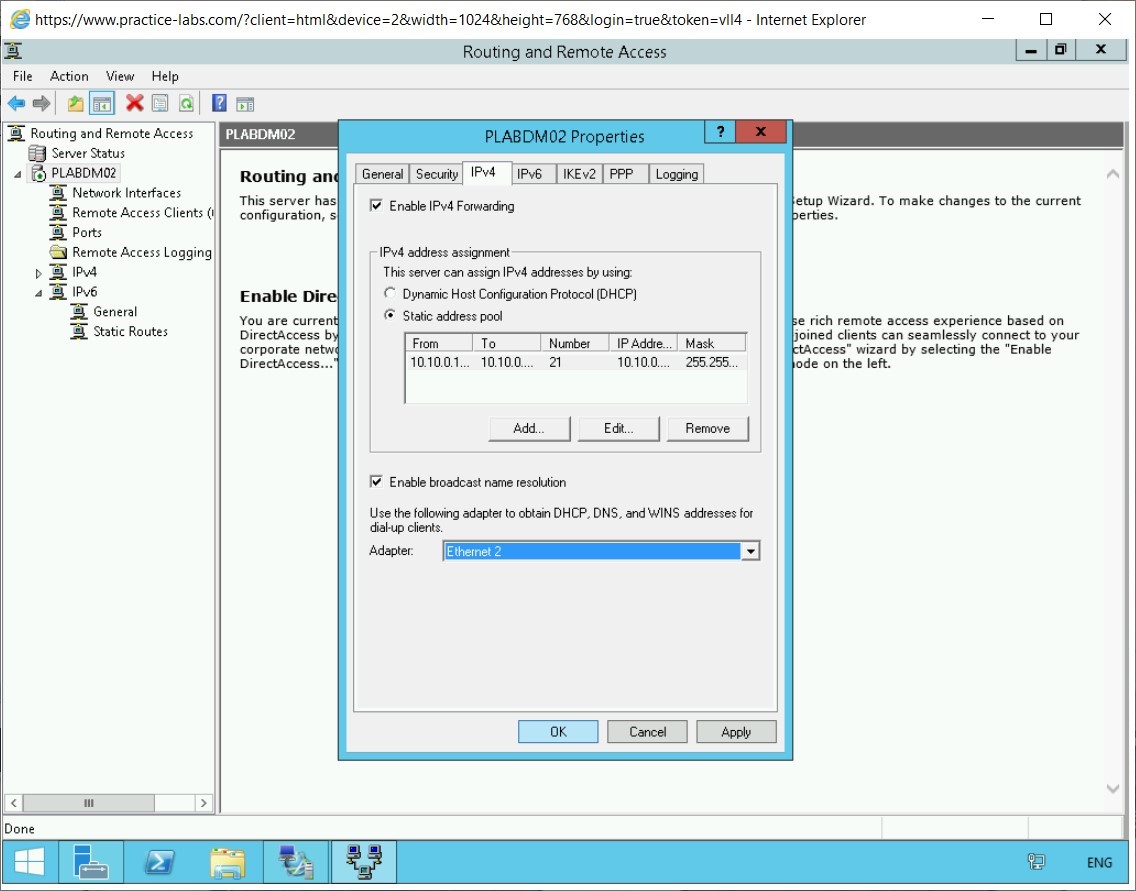 https://www.practice-labs.com/?client=html&device=2&width=1024&height=768&login=true&token=vll4 - Internet Explorer
Routing and Remote Access
File Action View Help
Routing and Remote Access
Server Status
PLABDM02
Network Interfaces
Remote Access Clients (
Ports
Remote Access Logging
IPv4
IPv6
General
Static Routes
PLABDM02
Routing and
This server has
configuration, s
Setup Wizard. To make changes to the current
perties.
Enable Dire
You are current
DirectAccess by
corporate netw
DirectAccess..."
se rich remote access experience based on
joined clients can seamlessly connect to your
ctAccess" wizard by selecting the "Enable
node on the left.
PLABDM02 Properties
? X
General Security IPv4 IPv6 IKEv2 PPP Logging
Enable IPv4 Forwarding
IPv4 address assignment
This server can assign IPv4 addresses by using:
Dynamic Host Configuration Protocol (DHCP)
Static address pool
From To Number IP Addre... Mask
10.10.0.1... 10.10.0.... 21 10.10.0.... 255.255...
Add... Edit... Remove
Enable broadcast name resolution
Use the following adapter to obtain DHCP, DNS, and WINS addresses for
dial-up clients.
Adapter: Ethernet 2
OK Cancel Apply
Done
ENG